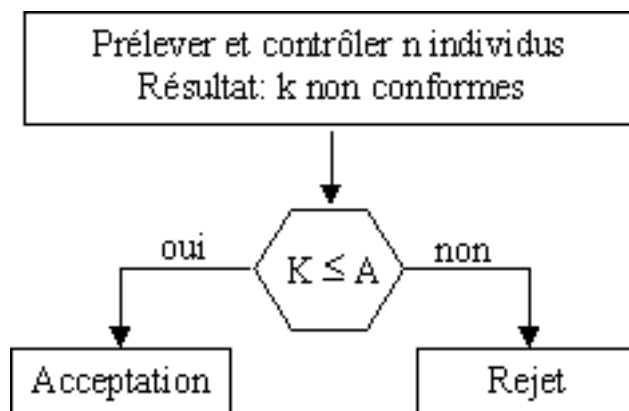 Prélever et contrôler n individus
Résultat: k non conformes
oui
K ≤ A
non
Acceptation
Rejet